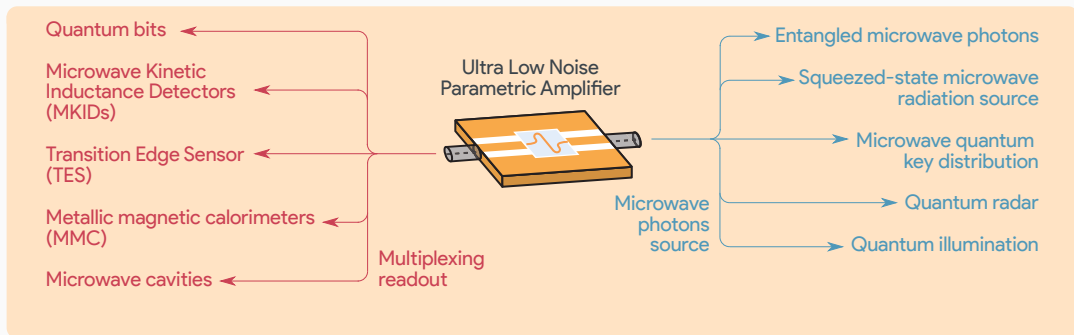 Quantum bits
Microwave Kinetic
Inductance Detectors
(MKIDs)
Transition Edge Sensor
(TES)
Metallic magnetic calorimeters
(MMC)
Microwave cavities
Multiplexing
readout
Ultra Low Noise
Parametric Amplifier
Microwave
photons
source
Entangled microwave photons
Squeezed-state microwave
radiation source
Microwave quantum
key distribution
Quantum radar
Quantum illumination